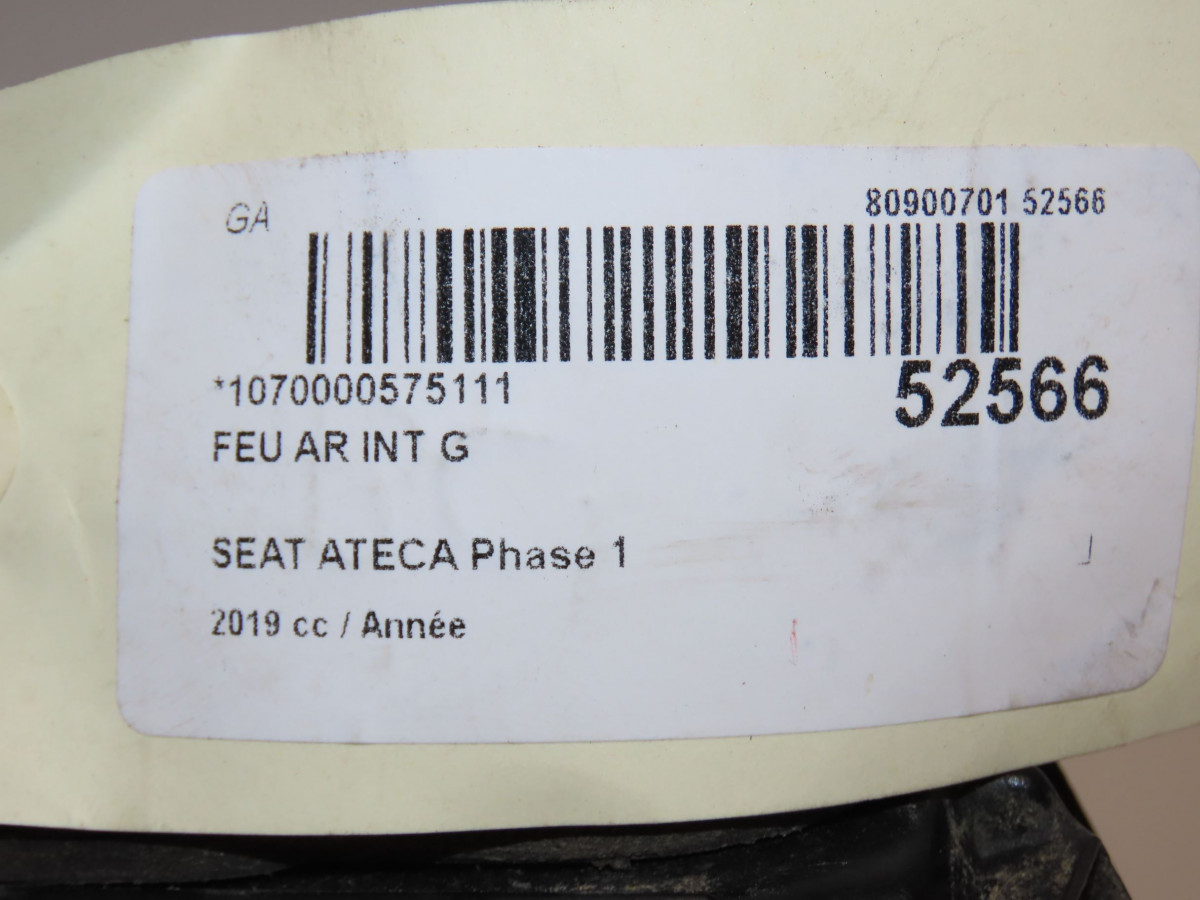 GA
80900701 52566
*1070000575111
52566
FEU AR INT G
SEAT ATECA Phase 1
2019 cc / Année